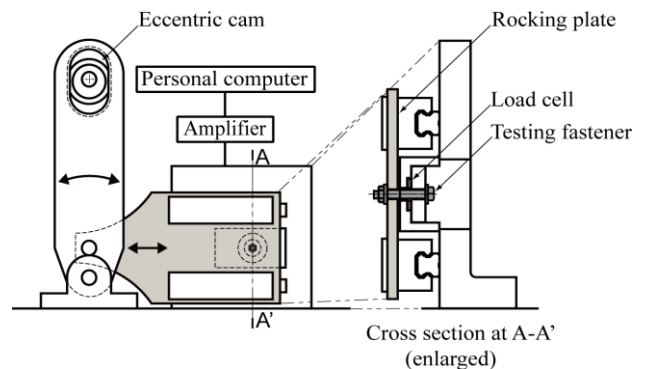 Eccentric cam
Rocking plate
Personal computer
Load cell
Amplifier
Testing fastener
A
A'
Cross section at A-A’
(enlarged)